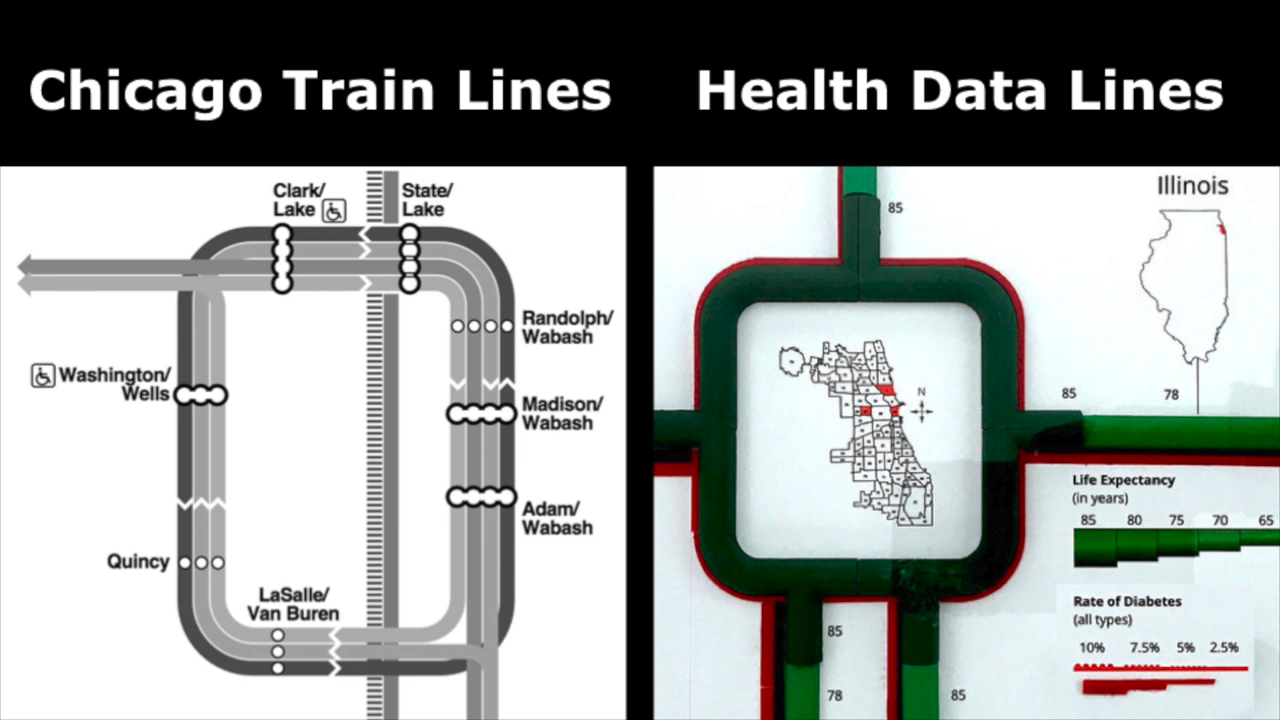 Chicago Train Lines
Health Data Lines
Clark/
Lake
State/
Lake
Randolph/
Wabash
Washington/
Wells
Madison/
Wabash
Adam/
Wabash
Quincy
LaSalle/
Van Buren
Illinois
85
N
85
78
Life Expectancy
(in years)
85 80 75 70 65
Rate of Diabetes
(all types)
10% 7.5% 5% 2.5%
85
78
85